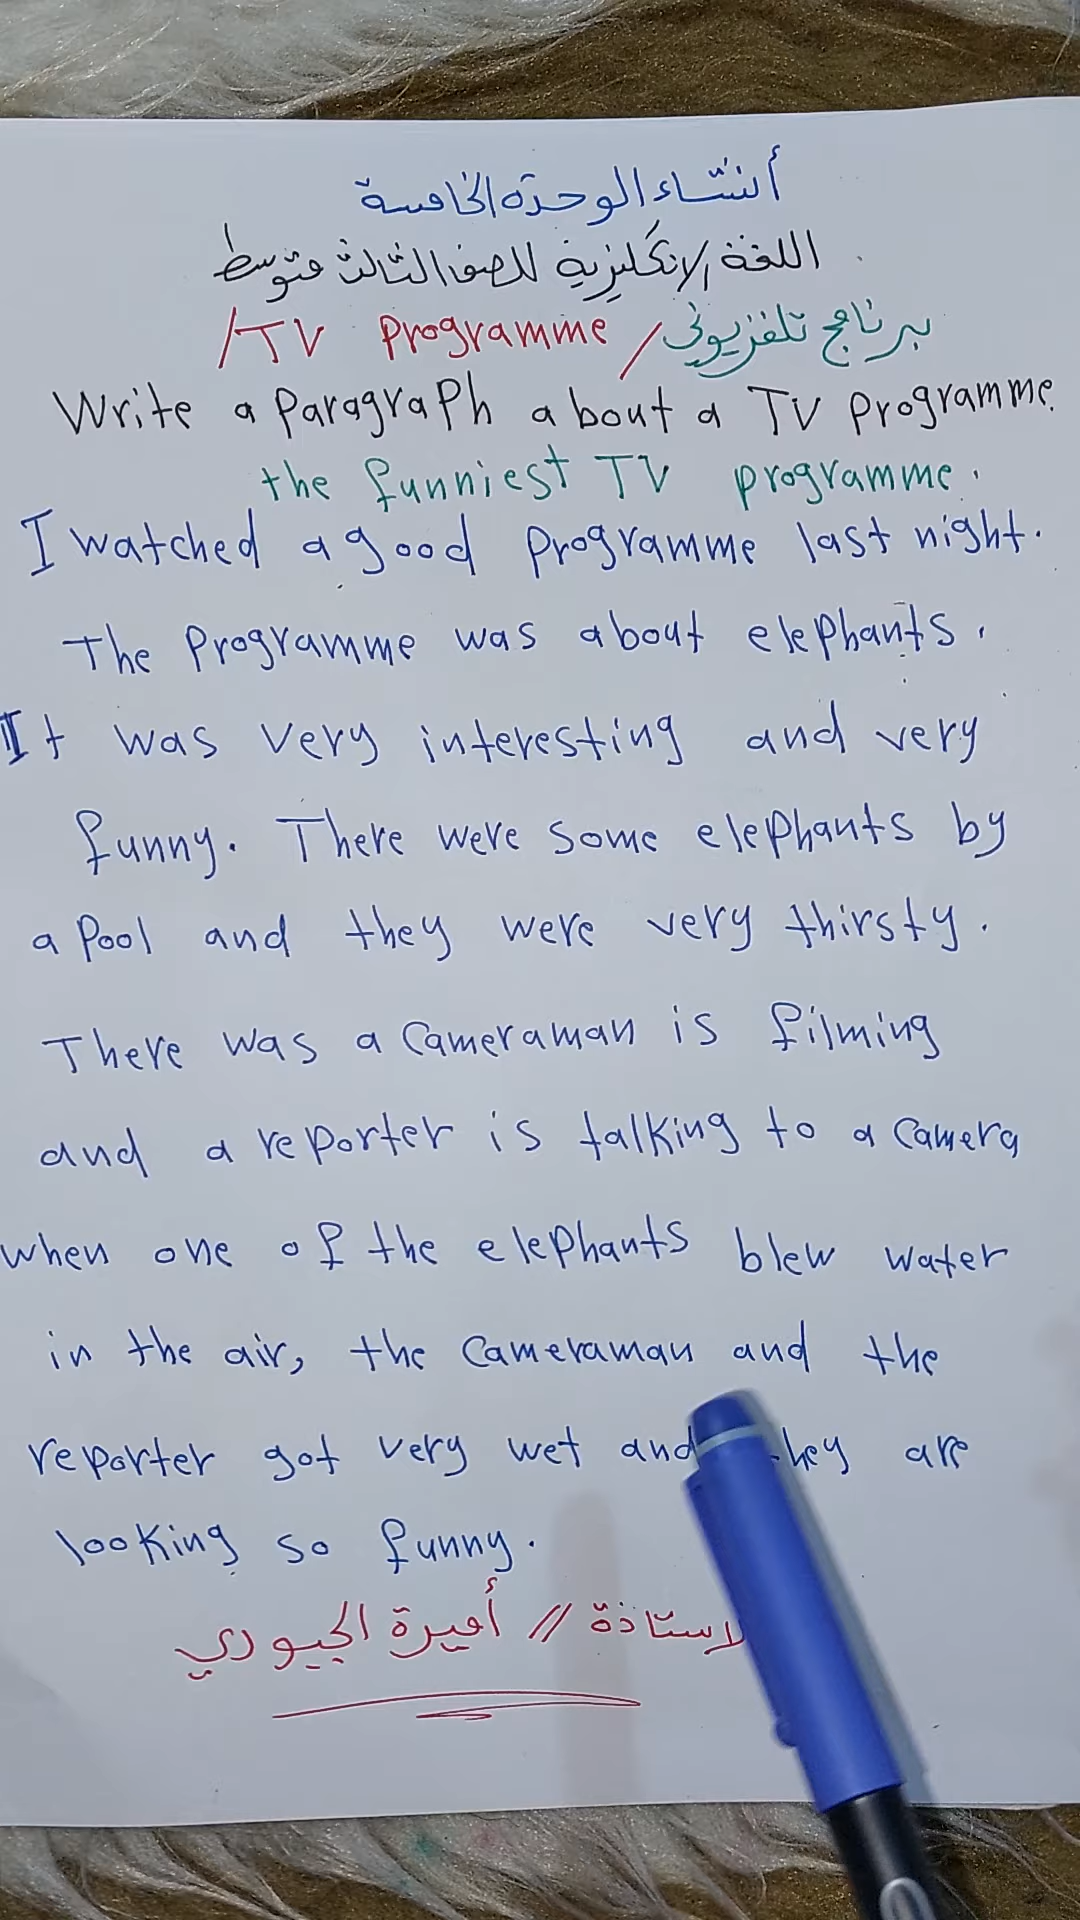 أنشاء الوحدة الخامسة
اللغة الإنكليزية للصف الثالث متوسط
برنامج تلفزيوني / TV Programme/
Write a Paragraph about a TV Programme.
the funniest TV programme.
I watched a good Programme last night.
The Programme was about elephants.
It was very interesting and very
funny. There were some elephants by
a Pool and they were very thirsty.
There was a Cameraman is filming
and a reporter is talking to a Camera
when one of the elephants blew water
in the air, the Cameraman and the
reporter got very wet and they are
looking so funny.
الاستاذة // أميرة الجبوري